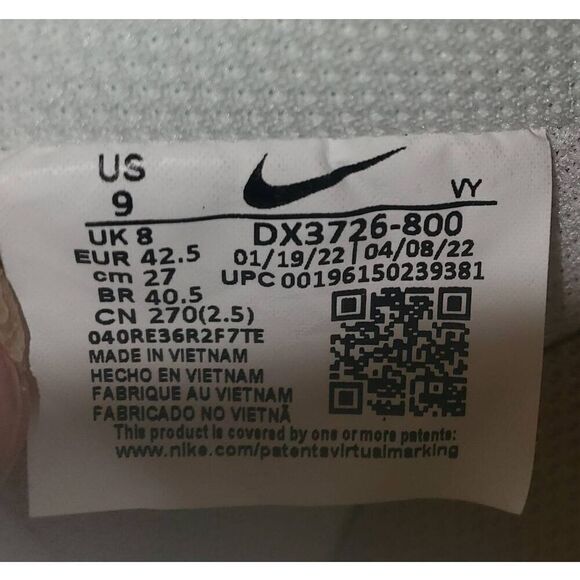 US
9
VY
UK 8
EUR 42.5
cm 27
BR 40.5
CN 270(2.5)
040RE36R2F7TE
MADE IN VIETNAM
HECHO EN VIETNAM
FABRIQUE AU VIETNAM
FABRICADO NO VIETNÃ
DX3726-800
01/19/22 | 04/08/22
UPC 00196150239381
This product is covered by one or more patents:
www.nike.com/patentsvirtualmarking